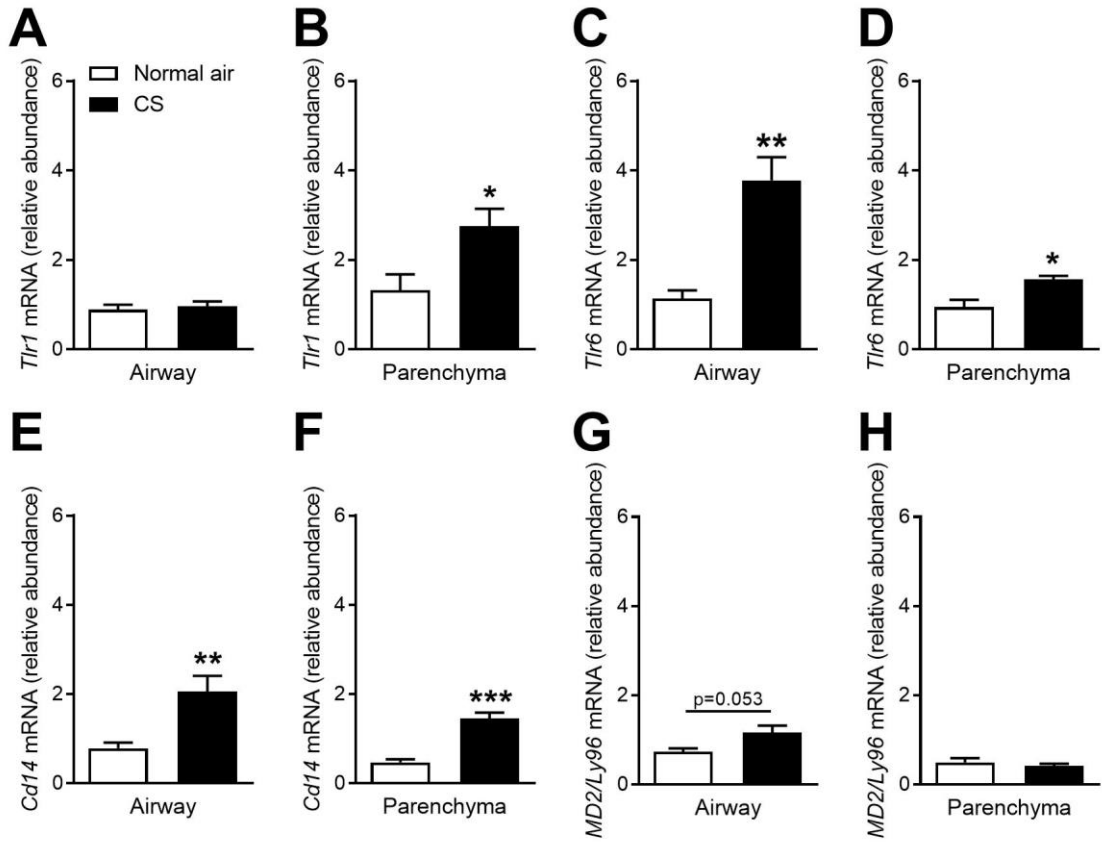 A
Tlr1 mRNA (relative abundance)
6
4
2
0
Normal air
CS
Airway
B
Tlr1 mRNA (relative abundance)
6
4
2
0
*
Parenchyma
C
Tlr6 mRNA (relative abundance)
6
4
2
0
**
Airway
D
Tlr6 mRNA (relative abundance)
6
4
2
0
*
Parenchyma
E
Cd14 mRNA (relative abundance)
6
4
2
0
**
Airway
F
Cd14 mRNA (relative abundance)
6
4
2
0
***
Parenchyma
G
MD2/Ly96 mRNA (relative abundance)
6
4
2
0
p=0.053
Airway
H
MD2/Ly96 mRNA (relative abundance)
6
4
2
0
Parenchyma